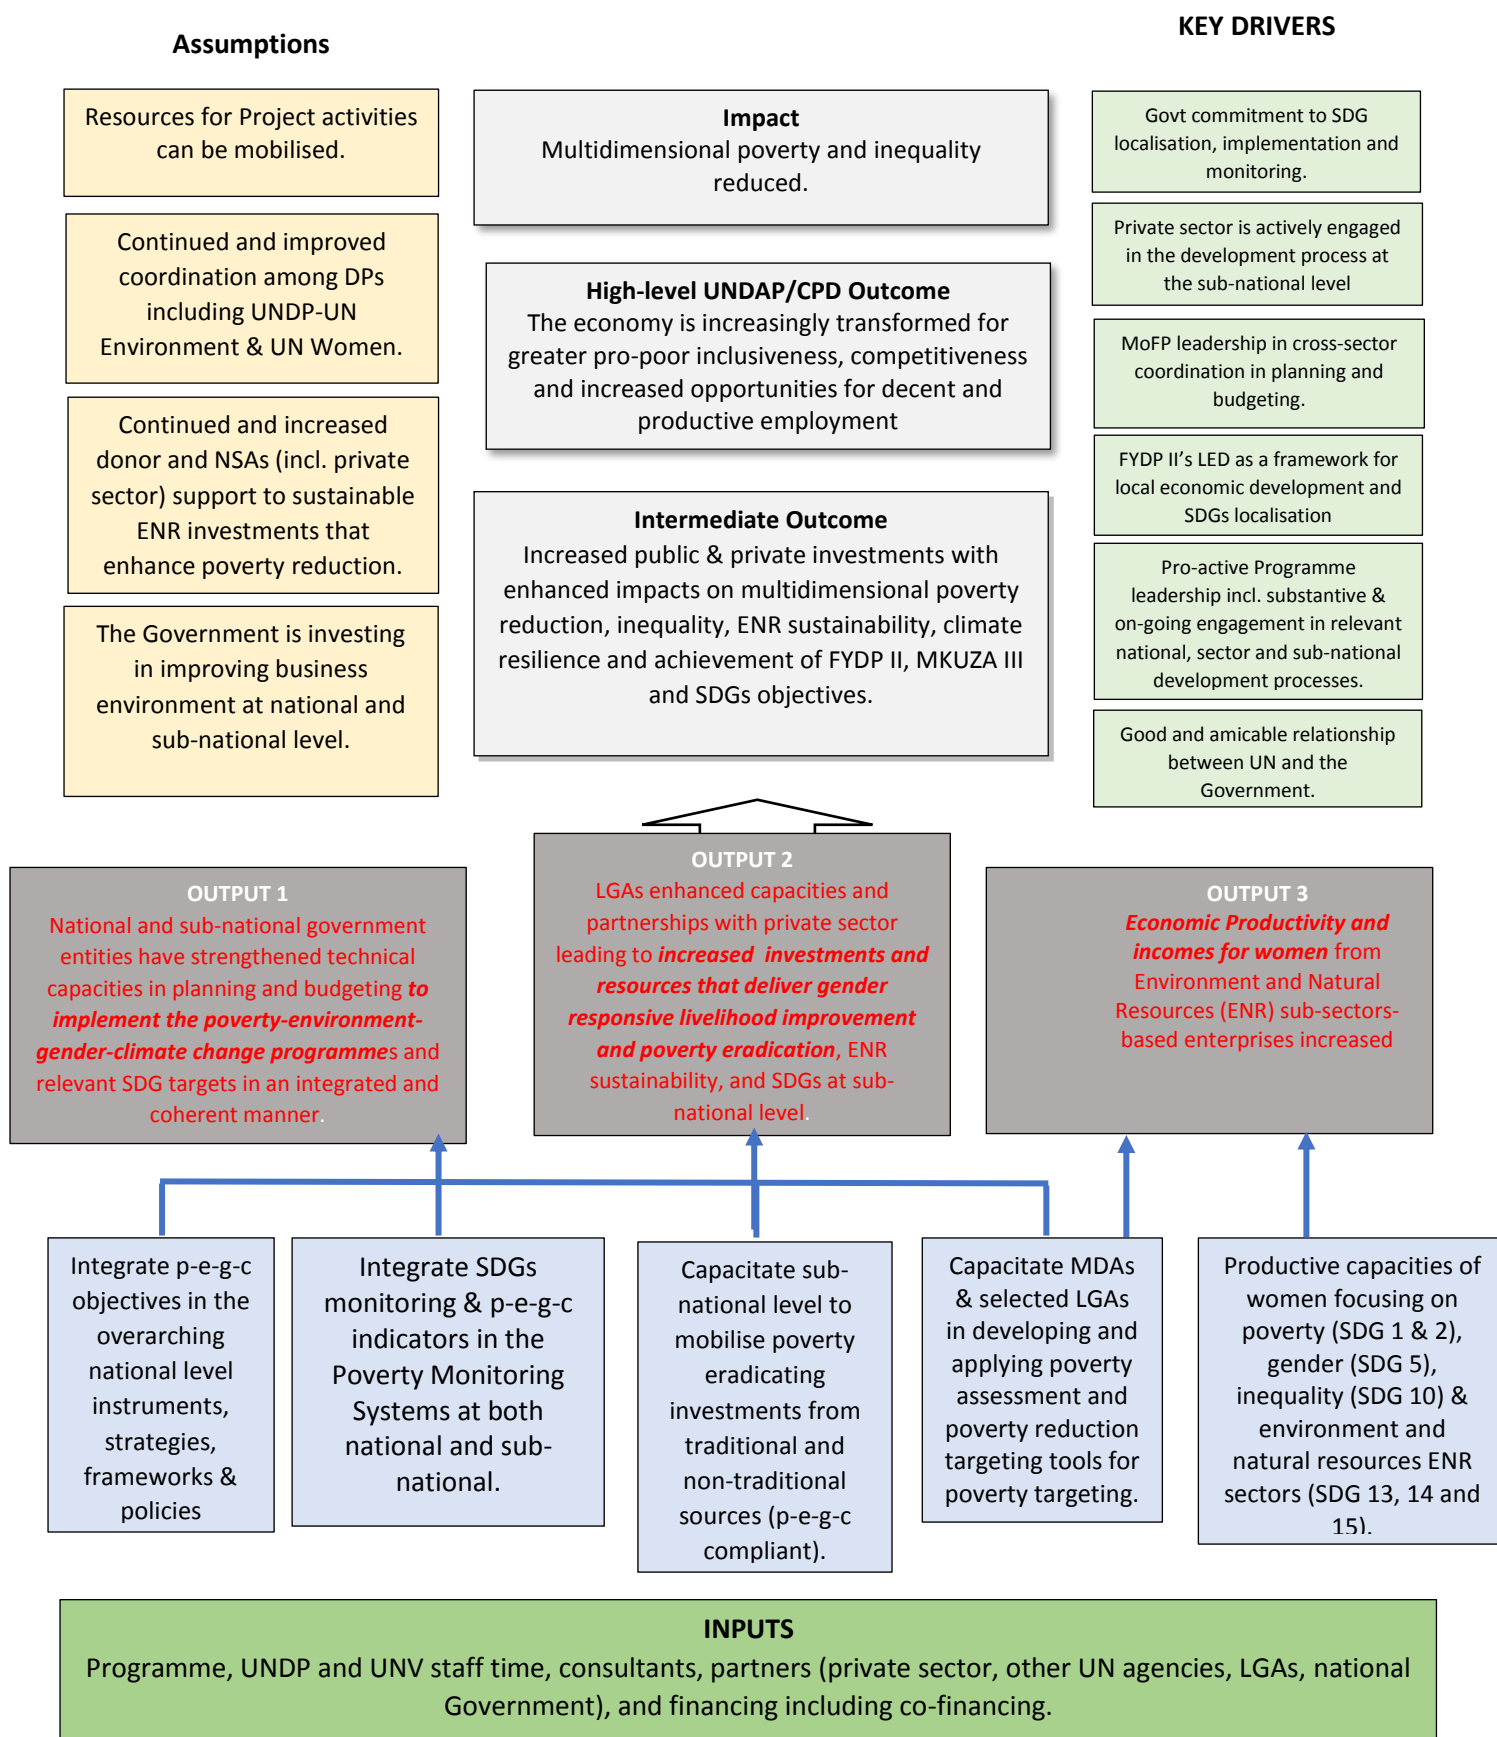 Assumptions
Resources for Project activities
can be mobilised.
Continued and improved
coordination among DPs
including UNDP-UN
Environment & UN Women.
Continued and increased
donor and NSAs (incl. private
sector) support to sustainable
ENR investments that
enhance poverty reduction.
The Government is investing
in improving business
environment at national and
sub-national level.
Impact
Multidimensional poverty and inequality
reduced.
High-level UNDAP/CPD Outcome
The economy is increasingly transformed for
greater pro-poor inclusiveness, competitiveness
and increased opportunities for decent and
productive employment
Intermediate Outcome
Increased public & private investments with
enhanced impacts on multidimensional poverty
reduction, inequality, ENR sustainability, climate
resilience and achievement of FYDP II, MKUZA III
and SDGs objectives.
KEY DRIVERS
Govt commitment to SDG
localisation, implementation and
monitoring.
Private sector is actively engaged
in the development process at
the sub-national level
MoFP leadership in cross-sector
coordination in planning and
budgeting.
FYDP II's LED as a framework for
local economic development and
SDGs localisation
Pro-active Programme
leadership incl. substantive &
on-going engagement in relevant
national, sector and sub-national
development processes.
Good and amicable relationship
between UN and the
Government.
OUTPUT 1
National and sub-national government
entities have strengthened technical
capacities in planning and budgeting to
implement the poverty-environment-
gender-climate change programmes and
relevant SDG targets in an integrated and
coherent manner.
OUTPUT 2
LGAs enhanced capacities and
partnerships with private sector
leading to increased investments and
resources that deliver gender
responsive livelihood improvement
and poverty eradication, ENR
sustainability, and SDGs at sub-
national level.
OUTPUT 3
Economic Productivity and
incomes for women from
Environment and Natural
Resources (ENR) sub-sectors-
based enterprises increased
Integrate p-e-g-c
objectives in the
overarching
national level
instruments,
strategies,
frameworks &
policies
Integrate SDGs
monitoring & p-e-g-c
indicators in the
Poverty Monitoring
Systems at both
national and sub-
national.
Capacitate sub-
national level to
mobilise poverty
eradicating
investments from
traditional and
non-traditional
sources (p-e-g-c
compliant).
Capacitate MDAs
& selected LGAs
in developing and
applying poverty
assessment and
poverty reduction
targeting tools for
poverty targeting.
Productive capacities of
women focusing on
poverty (SDG 1 & 2),
gender (SDG 5),
inequality (SDG 10) &
environment and
natural resources ENR
sectors (SDG 13, 14 and
15).
INPUTS
Programme, UNDP and UNV staff time, consultants, partners (private sector, other UN agencies, LGAs, national
Government), and financing including co-financing.